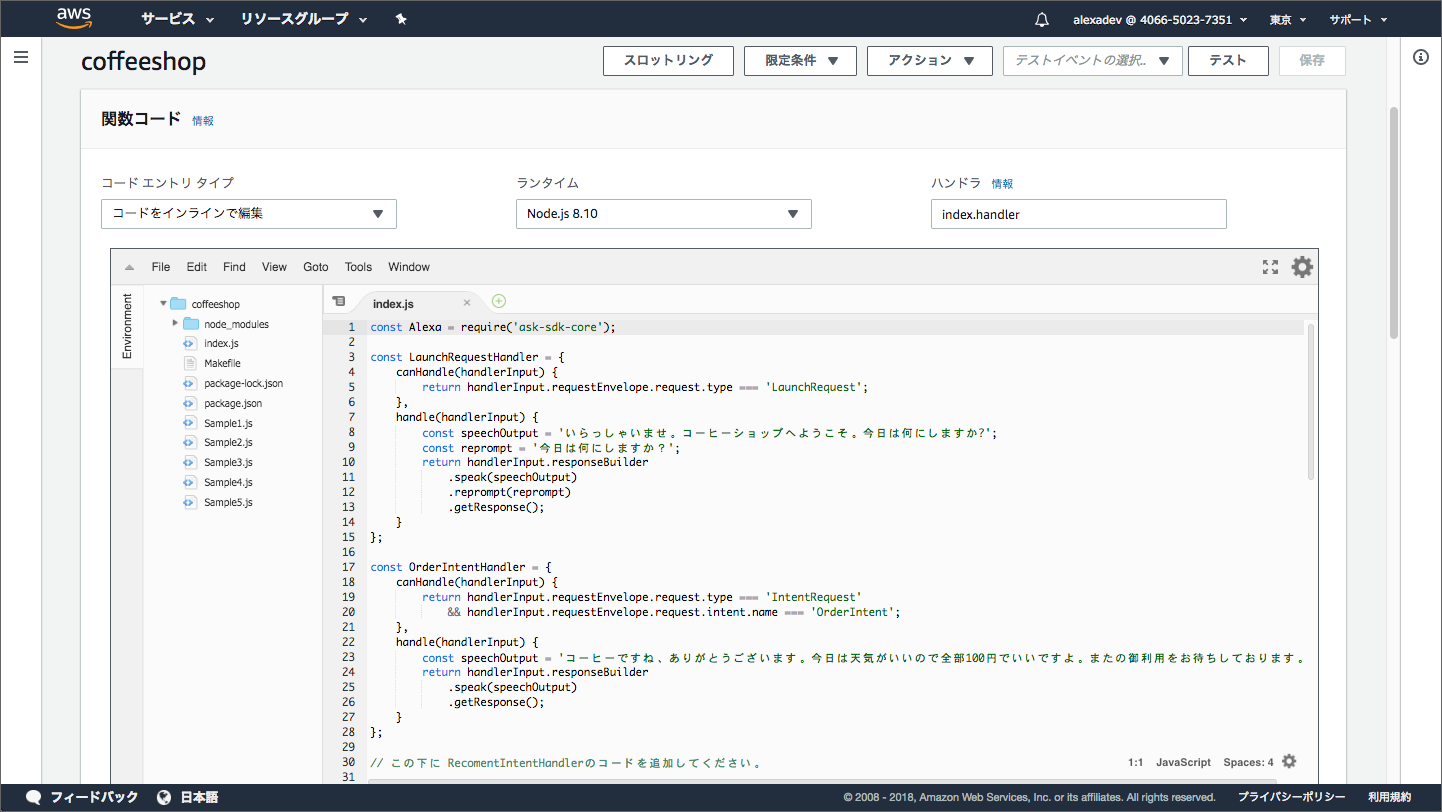 aws サービス リソースグループ alexadev @ 4066-5023-7351 東京 サポート
coffeeshop スロットリング 限定条件 アクション テストイベントの選択.. テスト 保存
関数コード 情報
コード エントリ タイプ ランタイム ハンドラ 情報
コードをインラインで編集 Node.js 8.10 index.handler
File Edit Find View Goto Tools Window
Environment
coffeeshop
node_modules
index.js
Makefile
package-lock.json
package.json
Sample1.js
Sample2.js
Sample3.js
Sample4.js
Sample5.js
index.js
1 const Alexa = require('ask-sdk-core');
2
3 const LaunchRequestHandler = {
4 canHandle(handlerInput) {
5 return handlerInput.requestEnvelope.request.type === 'LaunchRequest';
6 },
7 handle(handlerInput) {
8 const speechOutput = 'いらっしゃいませ。コーヒーショップへようこそ。今日は何にしますか?';
9 const reprompt = '今日は何にしますか？';
10 return handlerInput.responseBuilder
11 .speak(speechOutput)
12 .reprompt(reprompt)
13 .getResponse();
14 }
15 };
16
17 const OrderIntentHandler = {
18 canHandle(handlerInput) {
19 return handlerInput.requestEnvelope.request.type === 'IntentRequest'
20 && handlerInput.requestEnvelope.request.intent.name === 'OrderIntent';
21 },
22 handle(handlerInput) {
23 const speechOutput = 'コーヒーですね、ありがとうございます。今日は天気がいいので全部100円でいいですよ。またの御利用をお待ちしております。
24 return handlerInput.responseBuilder
25 .speak(speechOutput)
26 .getResponse();
27 }
28 };
29
30 // この下に RecomentIntentHandlerのコードを追加してください。
31
1:1 JavaScript Spaces: 4
フィードバック 日本語 © 2008 - 2018, Amazon Web Services, Inc. or its affiliates. All rights reserved. プライバシーポリシー 利用規約